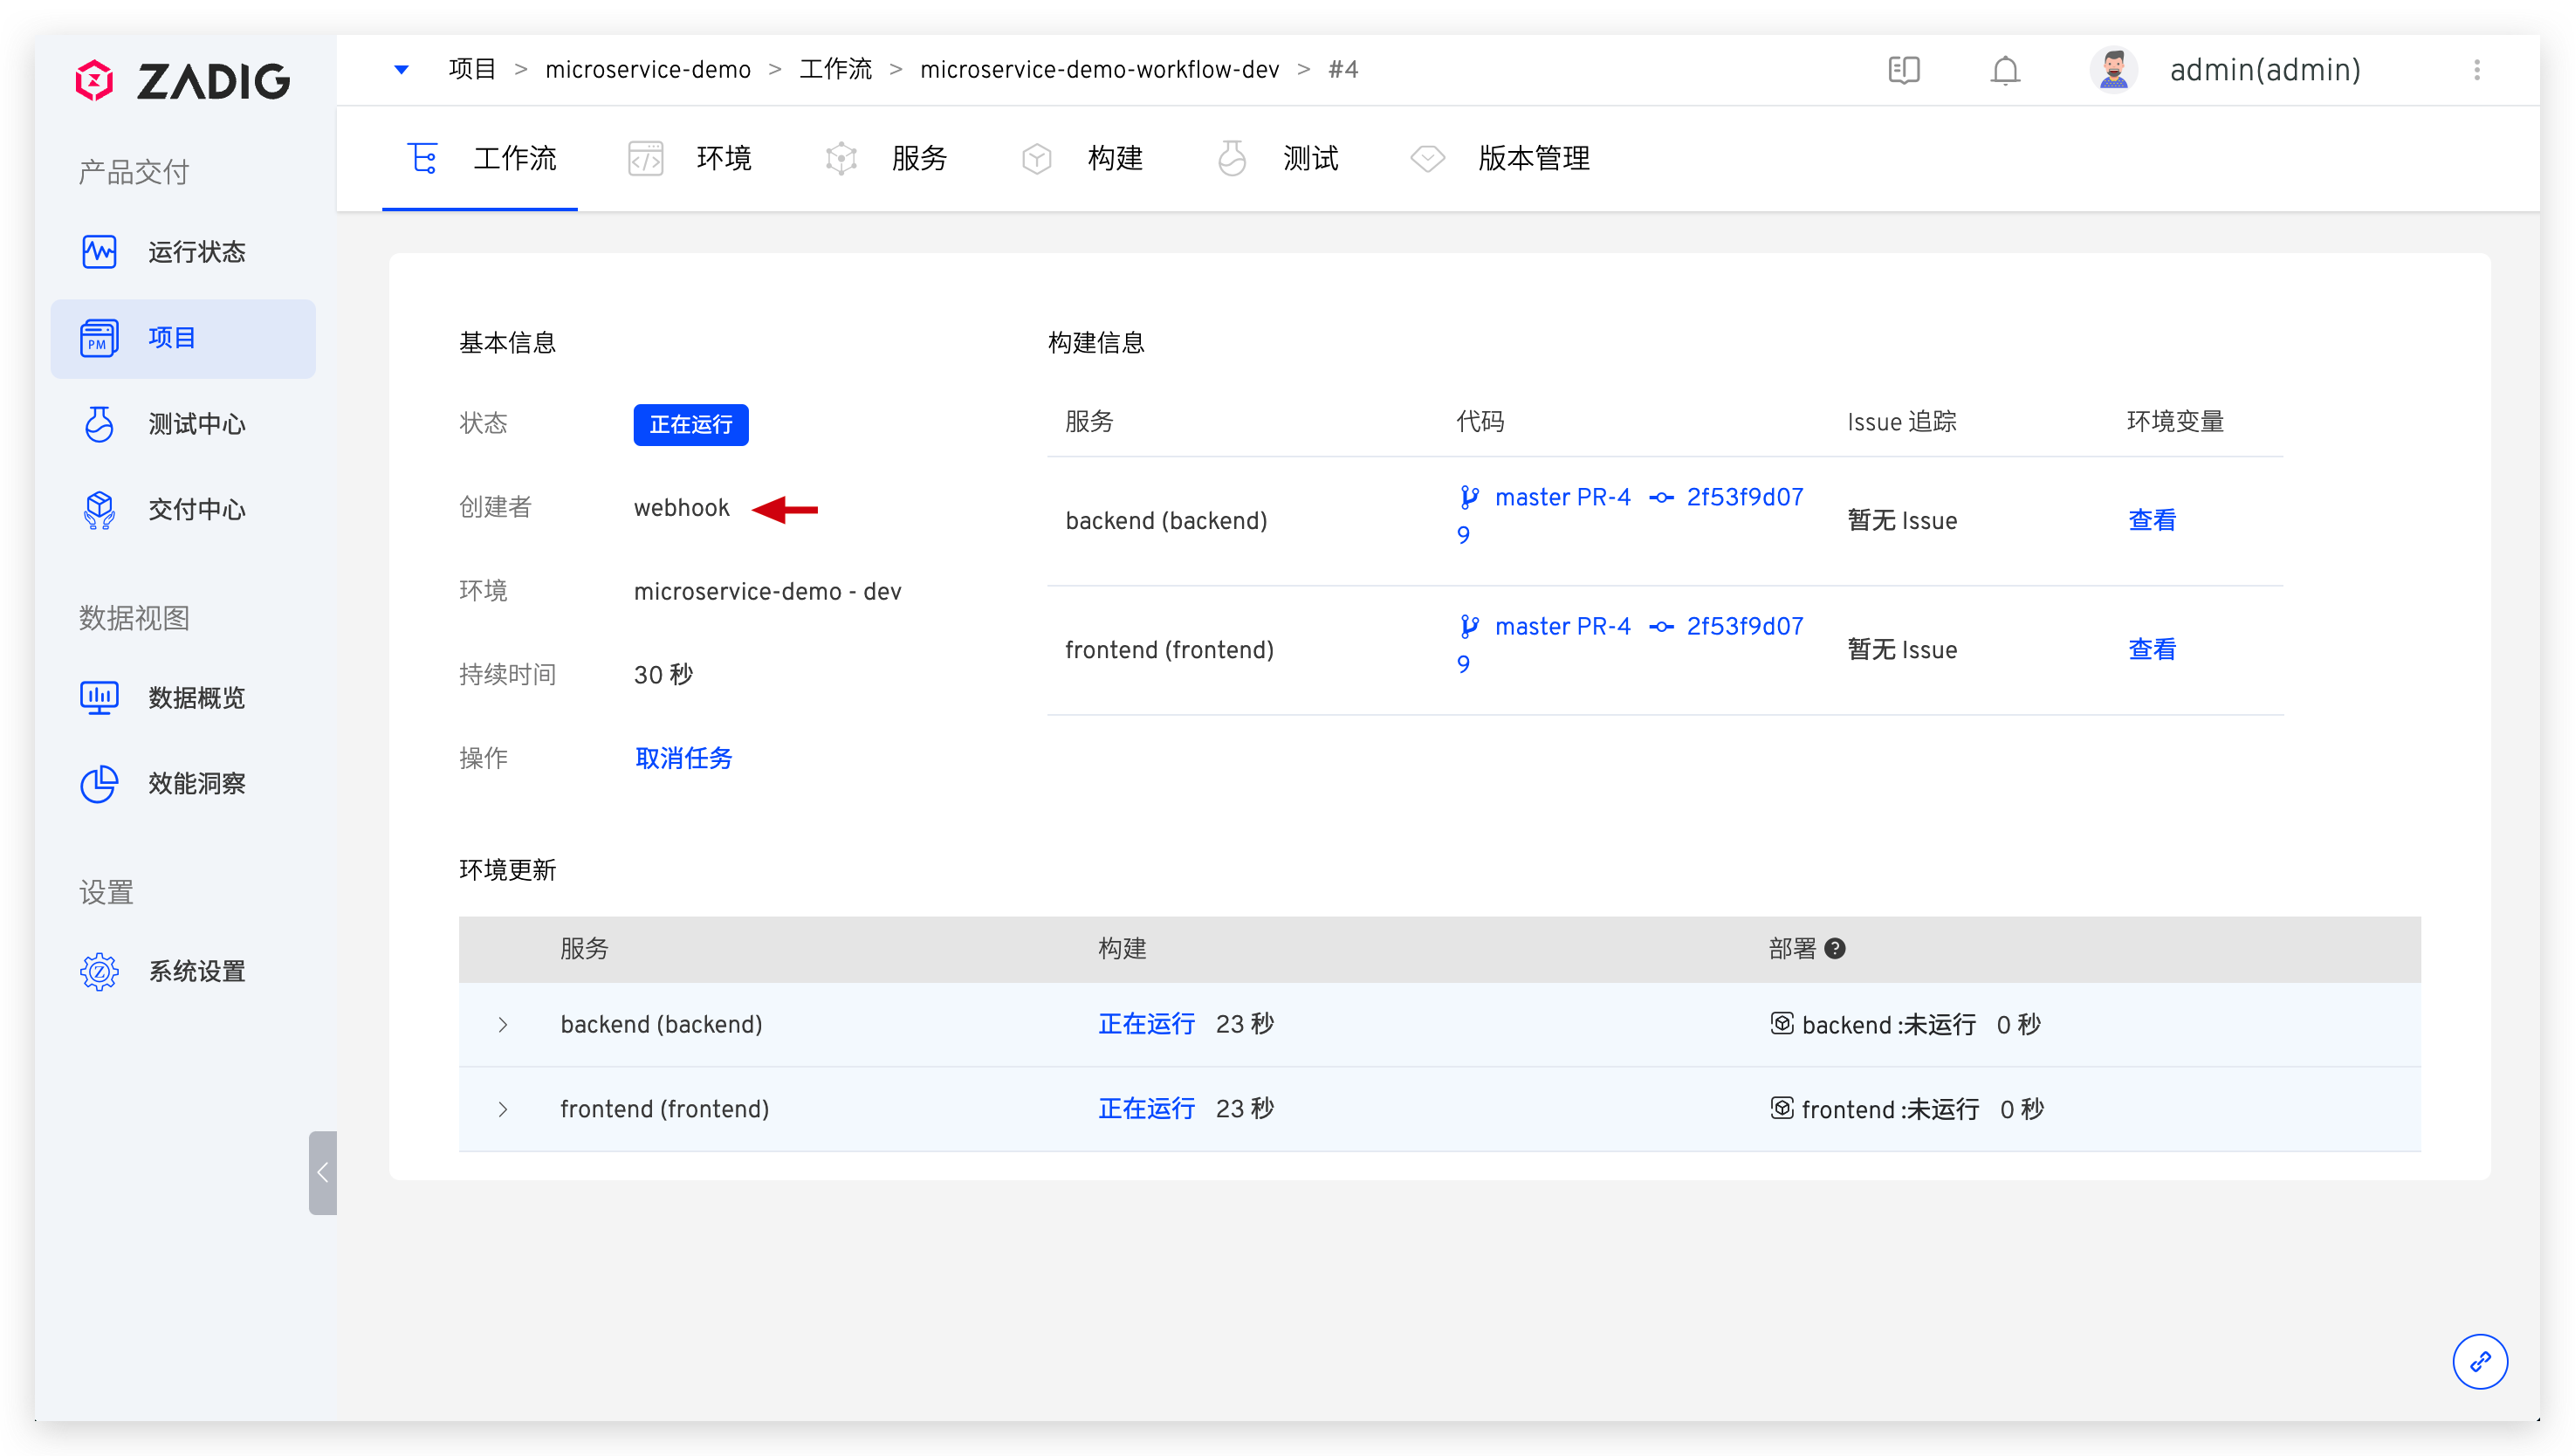 ZADIG
项目 > microservice-demo > 工作流 > microservice-demo-workflow-dev > #4
admin(admin)
工作流 环境 服务 构建 测试 版本管理
产品交付
运行状态
PM 项目
测试中心
交付中心
数据视图
数据概览
效能洞察
设置
系统设置
基本信息
状态 正在运行
创建者 webhook
环境 microservice-demo - dev
持续时间 30 秒
操作 取消任务
构建信息
服务 代码 Issue 追踪 环境变量
backend (backend) master PR-4 2f53f9d07 暂无 Issue 查看
9
frontend (frontend) master PR-4 2f53f9d07 暂无 Issue 查看
9
环境更新
服务 构建 部署 ?
backend (backend) 正在运行 23 秒 backend :未运行 0 秒
frontend (frontend) 正在运行 23 秒 frontend :未运行 0 秒